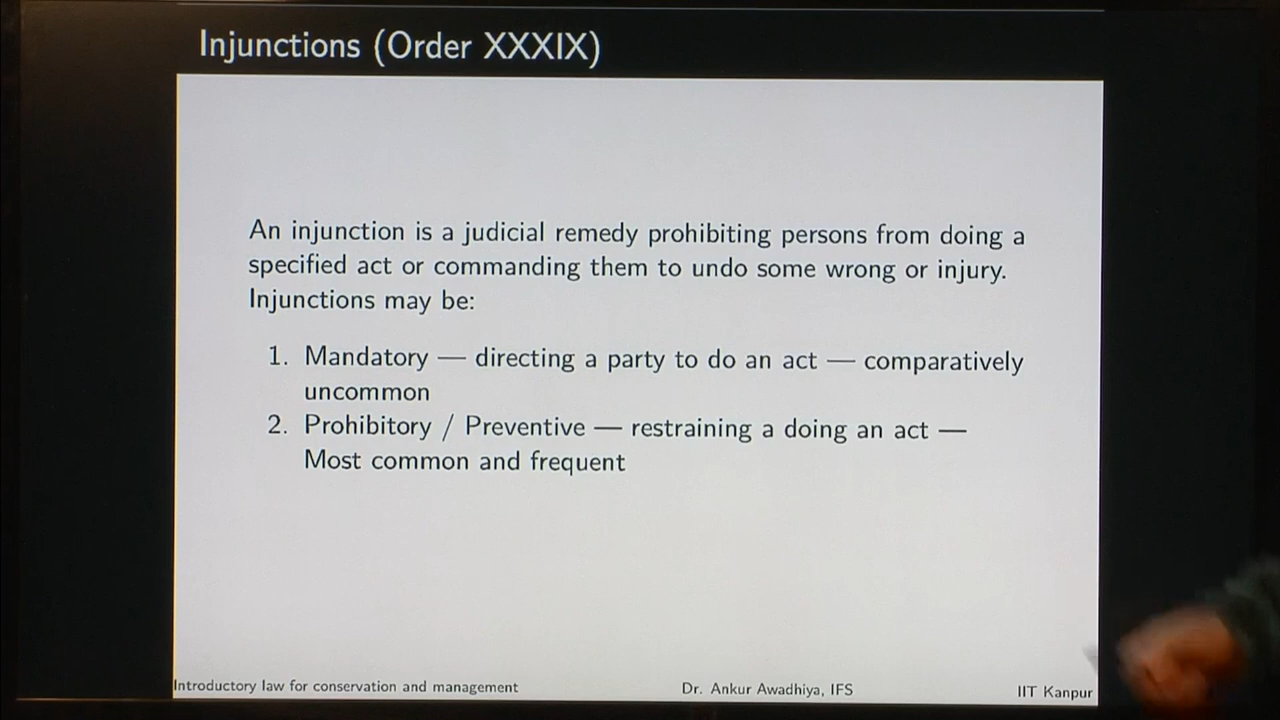 Injunctions (Order XXXIX)
An injunction is a judicial remedy prohibiting persons from doing a
specified act or commanding them to undo some wrong or injury.
Injunctions may be:
1. Mandatory — directing a party to do an act — comparatively
uncommon
2. Prohibitory / Preventive — restraining a doing an act —
Most common and frequent
Introductory law for conservation and management Dr. Ankur Awadhiya, IFS IIT Kanpur